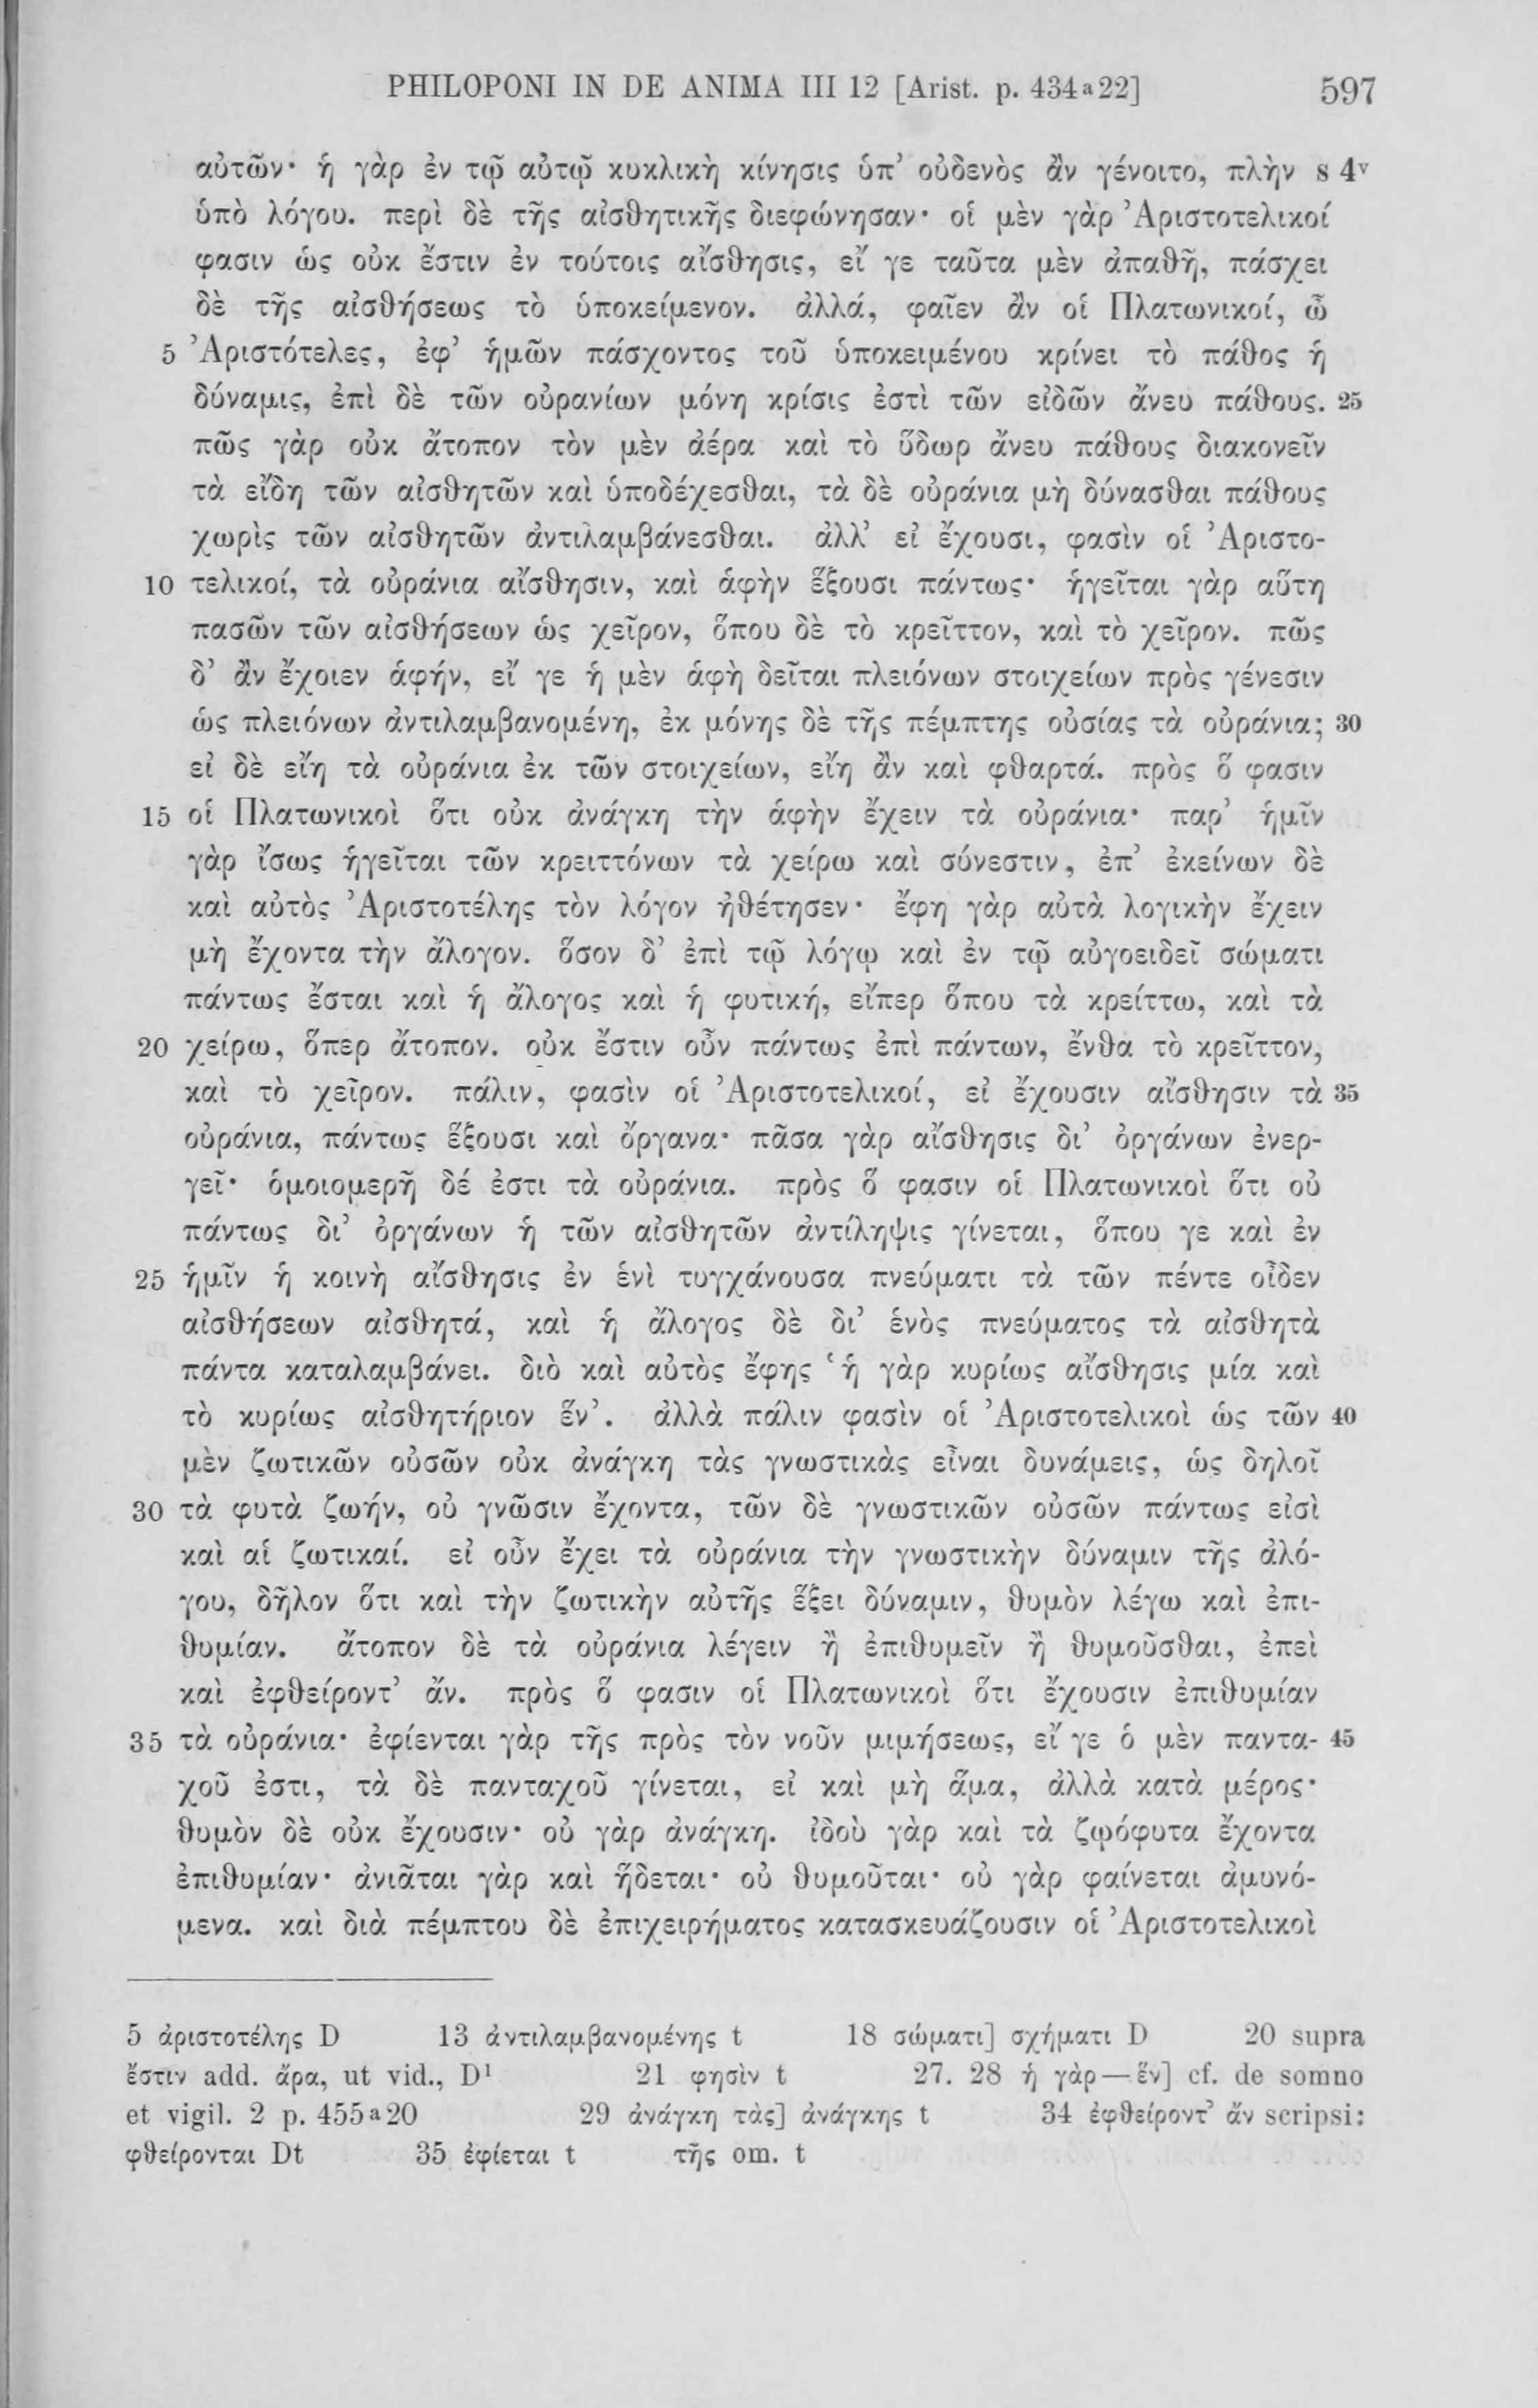 PHILOPONI IN DE ANIMA III 12 [Arist. p. 434a22] 597
αὐτῶν· ἡ γὰρ ἐν τῷ αὐτῷ κυκλικὴ κίνησις ὑπ’ οὐδενὸς ἂν γένοιτο, πλὴν s 4v
ὑπὸ λόγου. περὶ δὲ τῆς αἰσθητικῆς διεφώνησαν· οἱ μὲν γὰρ Ἀριστοτελικοί
φασιν ὡς οὐκ ἔστιν ἐν τούτοις αἴσθησις, εἴ γε ταῦτα μὲν ἀπαθῆ, πάσχει
δὲ τῆς αἰσθήσεως τὸ ὑποκείμενον. ἀλλά, φαῖεν ἂν οἱ Πλατωνικοί, ὦ
5 Ἀριστότελες, ἐφ’ ἡμῶν πάσχοντος τοῦ ὑποκειμένου κρίνει τὸ πάθος ἡ
δύναμις, ἐπὶ δὲ τῶν οὐρανίων μόνη κρίσις ἐστὶ τῶν εἰδῶν ἄνευ πάθους. 25
πῶς γὰρ οὐκ ἄτοπον τὸν μὲν ἀέρα καὶ τὸ ὕδωρ ἄνευ πάθους διακονεῖν
τὰ εἴδη τῶν αἰσθητῶν καὶ ὑποδέχεσθαι, τὰ δὲ οὐράνια μὴ δύνασθαι πάθους
χωρὶς τῶν αἰσθητῶν ἀντιλαμβάνεσθαι. ἀλλ’ εἰ ἔχουσι, φασὶν οἱ Ἀριστο-
10 τελικοί, τὰ οὐράνια αἴσθησιν, καὶ ἁφὴν ἕξουσι πάντως· ἡγεῖται γὰρ αὕτη
πασῶν τῶν αἰσθήσεων ὡς χεῖρον, ὅπου δὲ τὸ κρεῖττον, καὶ τὸ χεῖρον. πῶς
δ’ ἂν ἔχοιεν ἁφήν, εἴ γε ἡ μὲν ἁφὴ δεῖται πλειόνων στοιχείων πρὸς γένεσιν
ὡς πλειόνων ἀντιλαμβανομένη, ἐκ μόνης δὲ τῆς πέμπτης οὐσίας τὰ οὐράνια; 30
εἰ δὲ εἴη τὰ οὐράνια ἐκ τῶν στοιχείων, εἴη ἂν καὶ φθαρτά. πρὸς ὅ φασιν
15 οἱ Πλατωνικοὶ ὅτι οὐκ ἀνάγκη τὴν ἁφὴν ἔχειν τὰ οὐράνια· παρ’ ἡμῖν
γὰρ ἴσως ἡγεῖται τῶν κρειττόνων τὰ χείρω καὶ σύνεστιν, ἐπ’ ἐκείνων δὲ
καὶ αὐτὸς Ἀριστοτέλης τὸν λόγον ἠθέτησεν· ἔφη γὰρ αὐτὰ λογικὴν ἔχειν
μὴ ἔχοντα τὴν ἄλογον. ὅσον δ’ ἐπὶ τῷ λόγῳ καὶ ἐν τῷ αὐγοειδεῖ σώματι
πάντως ἔσται καὶ ἡ ἄλογος καὶ ἡ φυτική, εἴπερ ὅπου τὰ κρείττω, καὶ τὰ
20 χείρω, ὅπερ ἄτοπον. οὐκ ἔστιν οὖν πάντως ἐπὶ πάντων, ἔνθα τὸ κρεῖττον,
καὶ τὸ χεῖρον. πάλιν, φασὶν οἱ Ἀριστοτελικοί, εἰ ἔχουσιν αἴσθησιν τὰ 35
οὐράνια, πάντως ἕξουσι καὶ ὄργανα· πᾶσα γὰρ αἴσθησις δι’ ὀργάνων ἐνερ-
γεῖ· ὁμοιομερῆ δέ ἐστι τὰ οὐράνια. πρὸς ὅ φασιν οἱ Πλατωνικοὶ ὅτι οὐ
πάντως δι’ ὀργάνων ἡ τῶν αἰσθητῶν ἀντίληψις γίνεται, ὅπου γε καὶ ἐν
25 ἡμῖν ἡ κοινὴ αἴσθησις ἐν ἑνὶ τυγχάνουσα πνεύματι τὰ τῶν πέντε οἶδεν
αἰσθήσεων αἰσθητά, καὶ ἡ ἄλογος δὲ δι’ ἑνὸς πνεύματος τὰ αἰσθητὰ
πάντα καταλαμβάνει. διὸ καὶ αὐτὸς ἔφης ‘ἡ γὰρ κυρίως αἴσθησις μία καὶ
τὸ κυρίως αἰσθητήριον ἕν’. ἀλλὰ πάλιν φασὶν οἱ Ἀριστοτελικοὶ ὡς τῶν 40
μὲν ζωτικῶν οὐσῶν οὐκ ἀνάγκη τὰς γνωστικὰς εἶναι δυνάμεις, ὡς δηλοῖ
30 τὰ φυτὰ ζωήν, οὐ γνῶσιν ἔχοντα, τῶν δὲ γνωστικῶν οὐσῶν πάντως εἰσὶ
καὶ αἱ ζωτικαί. εἰ οὖν ἔχει τὰ οὐράνια τὴν γνωστικὴν δύναμιν τῆς ἀλό-
γου, δῆλον ὅτι καὶ τὴν ζωτικὴν αὐτῆς ἕξει δύναμιν, θυμὸν λέγω καὶ ἐπι-
θυμίαν. ἄτοπον δὲ τὰ οὐράνια λέγειν ἢ ἐπιθυμεῖν ἢ θυμοῦσθαι, ἐπεὶ
καὶ ἐφθείροντ’ ἄν. πρὸς ὅ φασιν οἱ Πλατωνικοὶ ὅτι ἔχουσιν ἐπιθυμίαν
35 τὰ οὐράνια· ἐφίενται γὰρ τῆς πρὸς τὸν νοῦν μιμήσεως, εἴ γε ὁ μὲν παντα- 45
χοῦ ἐστι, τὰ δὲ πανταχοῦ γίνεται, εἰ καὶ μὴ ἅμα, ἀλλὰ κατὰ μέρος·
θυμὸν δὲ οὐκ ἔχουσιν· οὐ γὰρ ἀνάγκη. ἰδοὺ γὰρ καὶ τὰ ζῳόφυτα ἔχοντα
ἐπιθυμίαν· ἀνιᾶται γὰρ καὶ ἥδεται· οὐ θυμοῦται· οὐ γὰρ φαίνεται ἀμυνό-
μενα. καὶ διὰ πέμπτου δὲ ἐπιχειρήματος κατασκευάζουσιν οἱ Ἀριστοτελικοὶ
5 ἀριστοτέλης D 13 ἀντιλαμβανομένης t 18 σώματι] σχήματι D 20 supra
ἔστιν add. ἄρα, ut vid., D1 21 φησὶν t 27. 28 ἡ γὰρ — ἕν] cf. de somno
et vigil. 2 p. 455a20 29 ἀνάγκη τὰς] ἀνάγκης t 34 ἐφθείροντ’ ἄν scripsi:
φθείρονται Dt 35 ἐφίεται t τῆς om. t